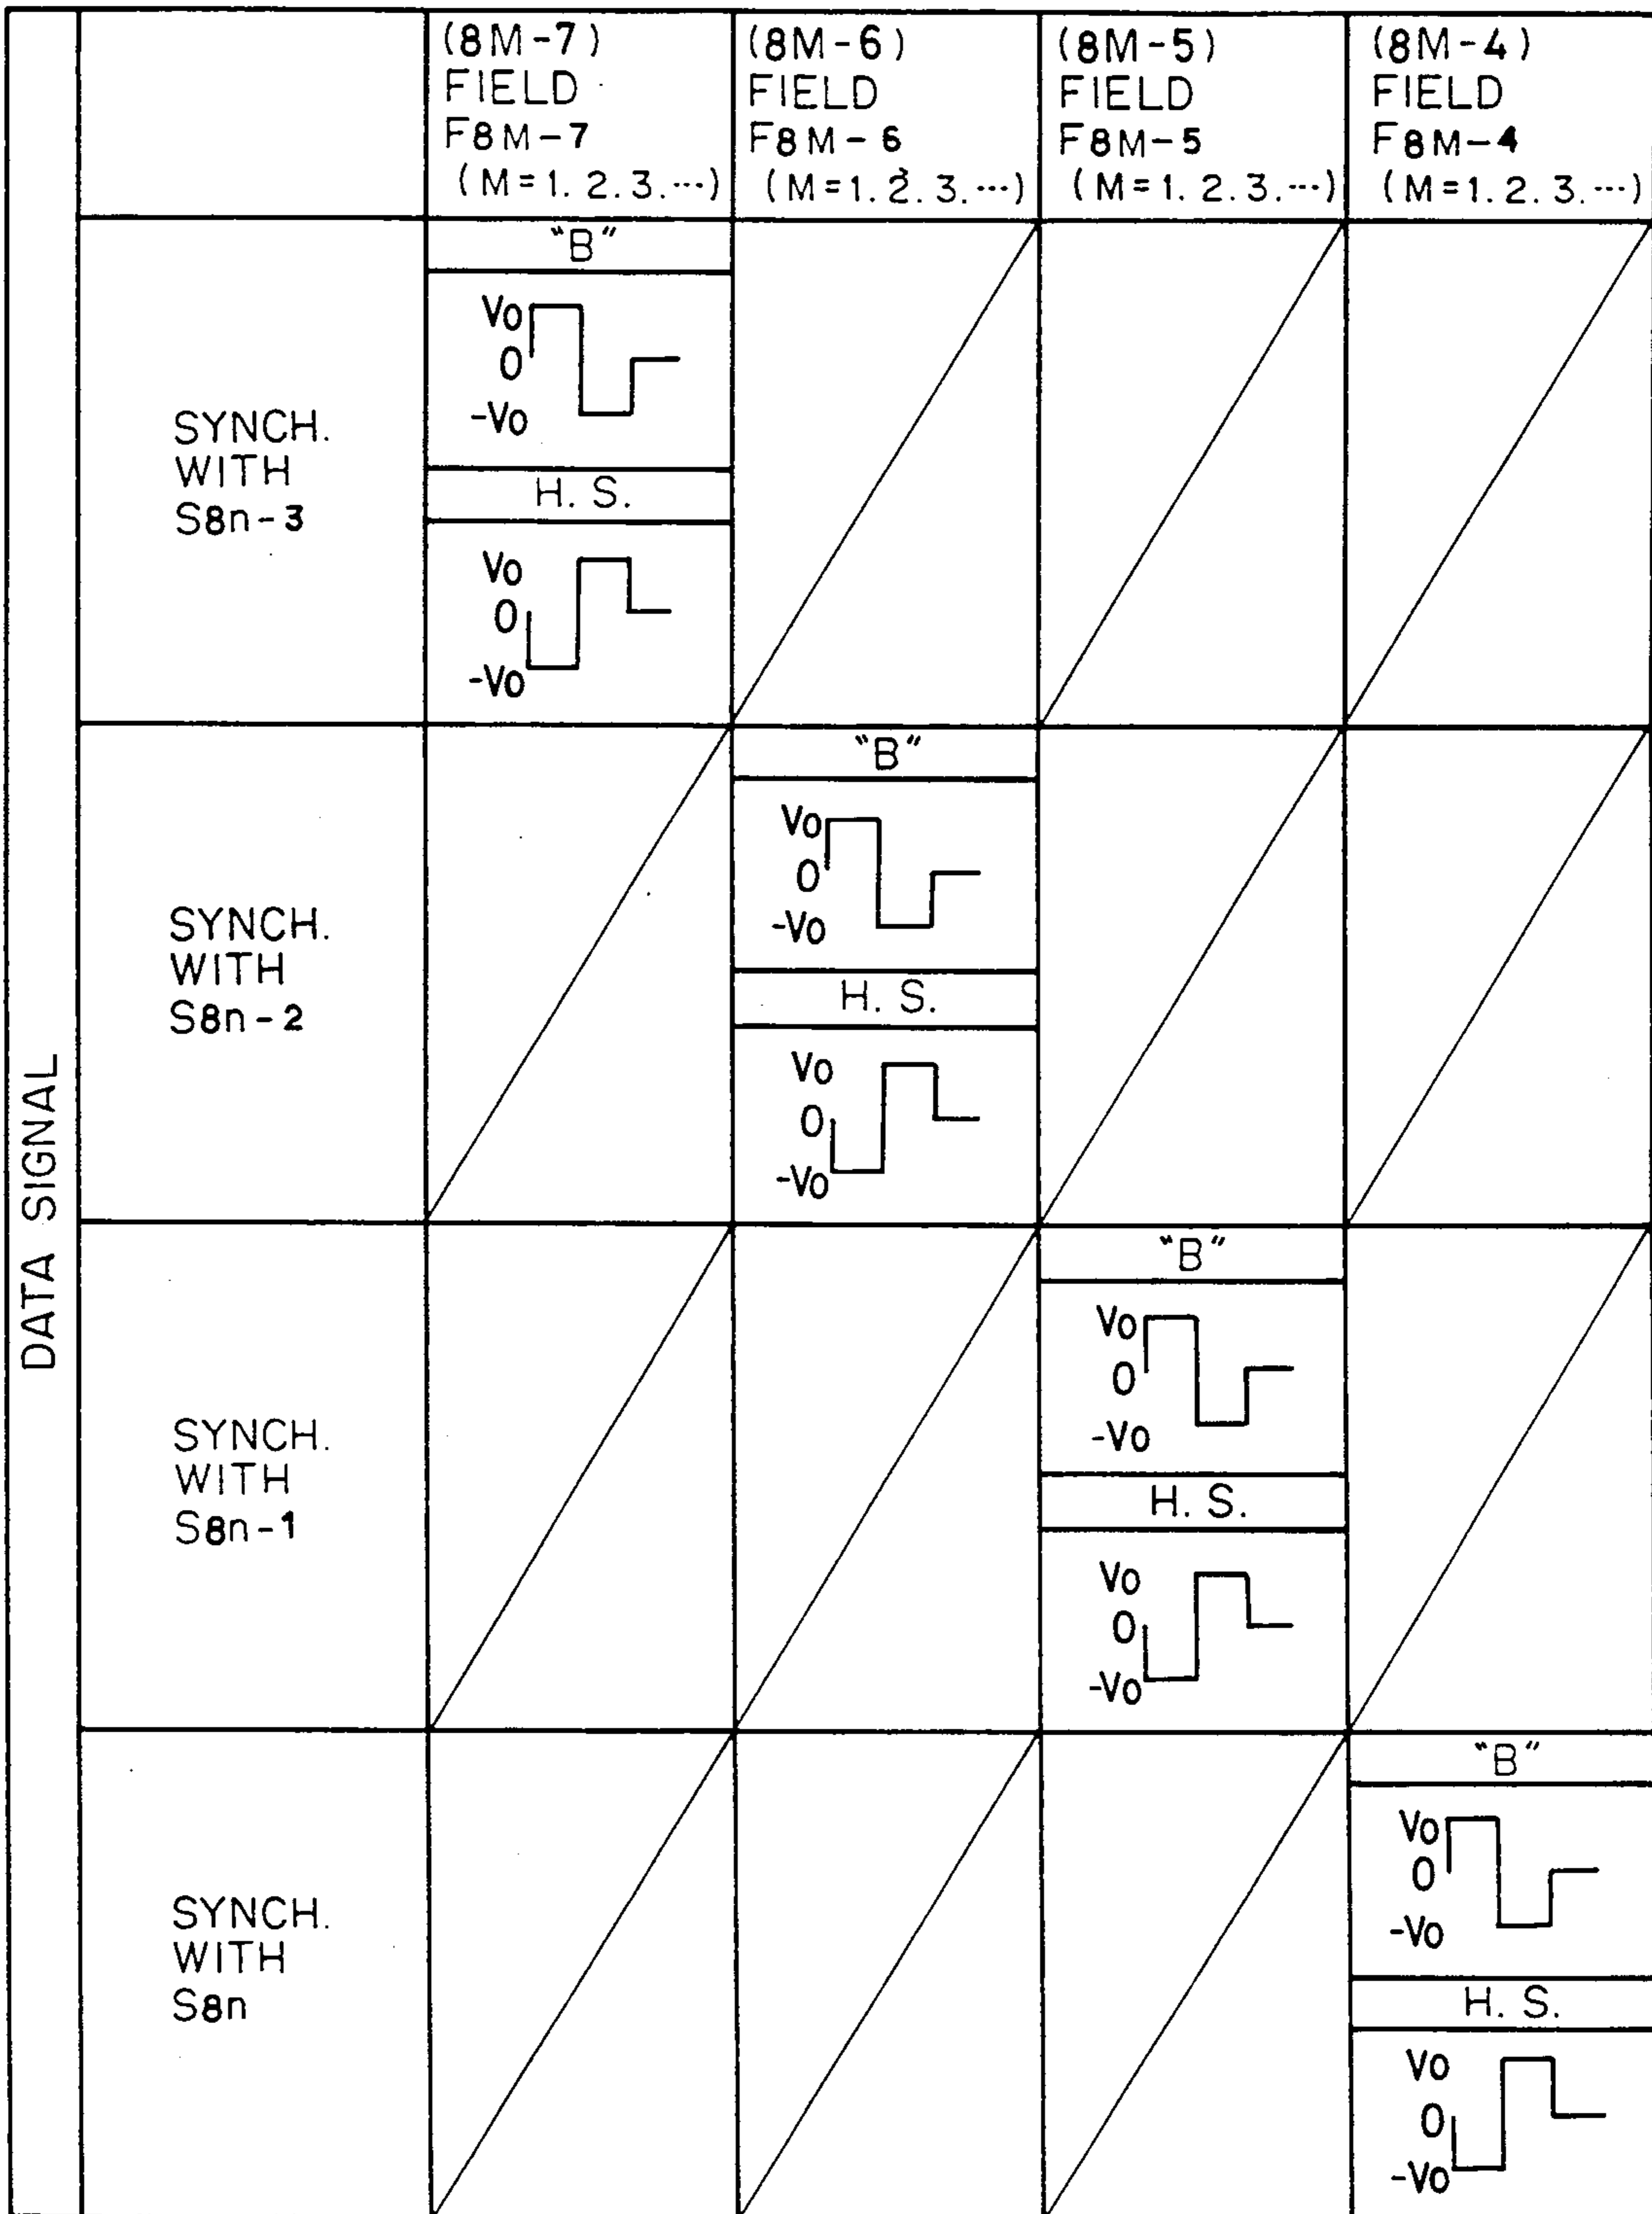 (8M-7)
FIELD
F8M-7
(M=1.2.3.…)
(8M-6)
FIELD
F8M-6
(M=1.2.3.…)
(8M-5)
FIELD
F8M-5
(M=1.2.3.…)
(8M-4)
FIELD
F8M-4
(M=1.2.3.…)
DATA SIGNAL
SYNCH.
WITH
S8n-3
"B"
Vo
0
-Vo
H. S.
Vo
0
-Vo
SYNCH.
WITH
S8n-2
"B"
Vo
0
-Vo
H. S.
Vo
0
-Vo
SYNCH.
WITH
S8n-1
"B"
Vo
0
-Vo
H. S.
Vo
0
-Vo
SYNCH.
WITH
S8n
"B"
Vo
0
-Vo
H. S.
Vo
0
-Vo